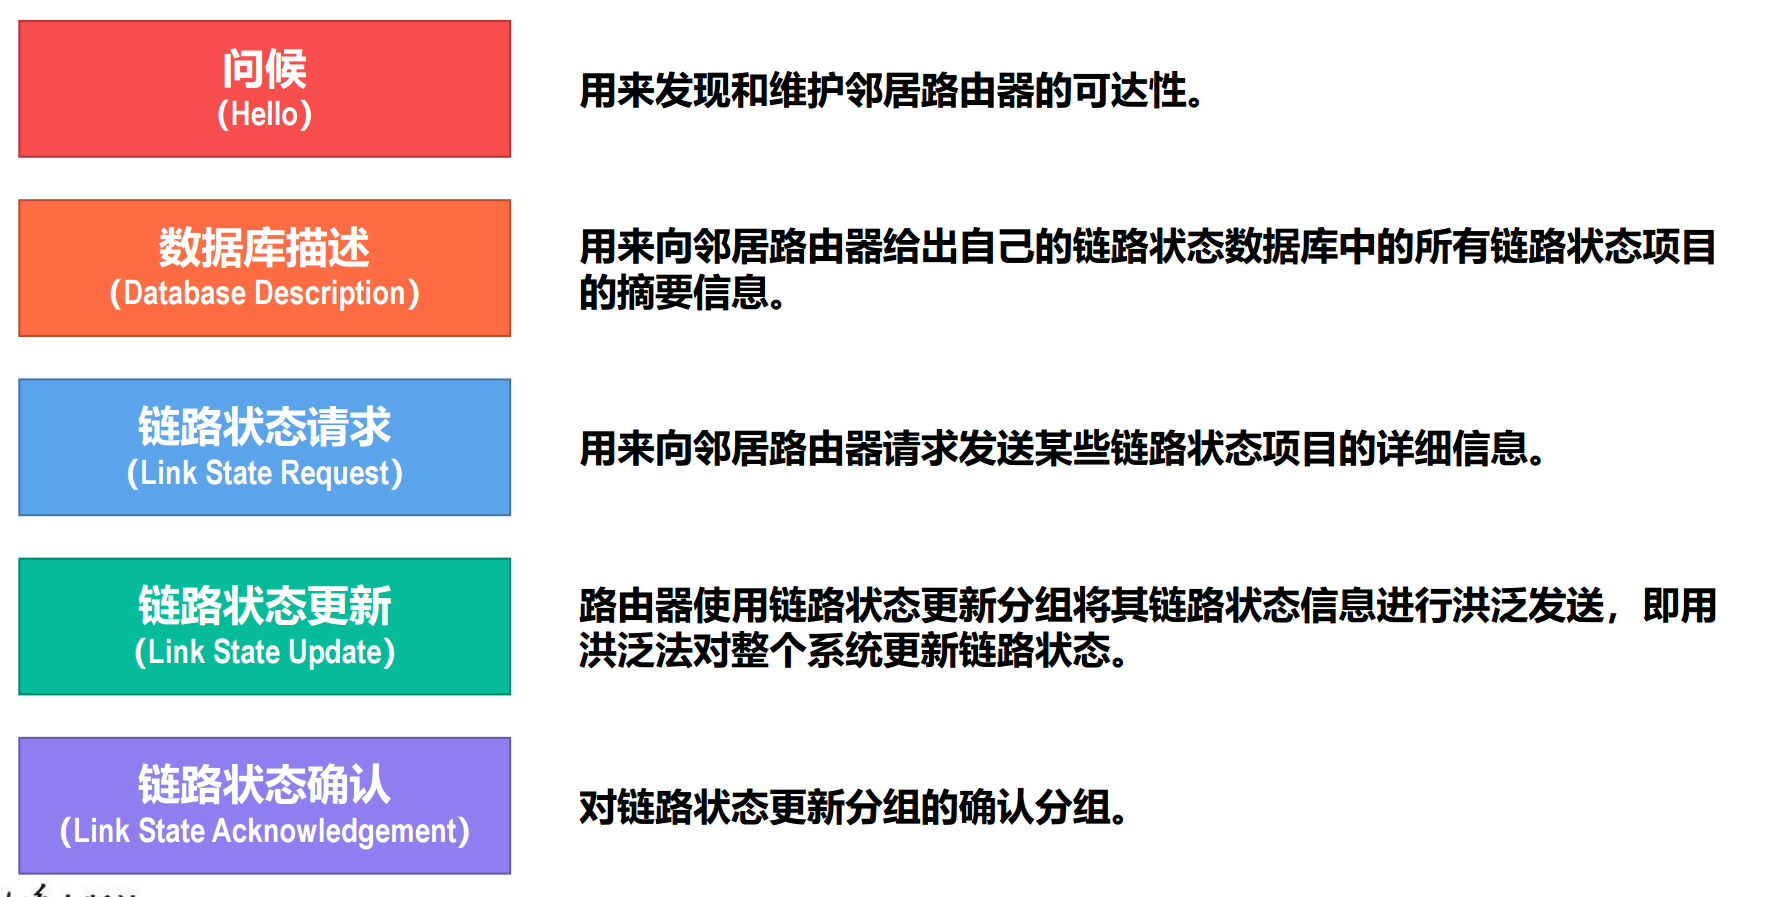 问候
（Hello）
用来发现和维护邻居路由器的可达性。
数据库描述
（Database Description）
用来向邻居路由器给出自己的链路状态数据库中的所有链路状态项目
的摘要信息。
链路状态请求
（Link State Request）
用来向邻居路由器请求发送某些链路状态项目的详细信息。
链路状态更新
（Link State Update）
路由器使用链路状态更新分组将其链路状态信息进行洪泛发送，即用
洪泛法对整个系统更新链路状态。
链路状态确认
（Link State Acknowledgement）
对链路状态更新分组的确认分组。